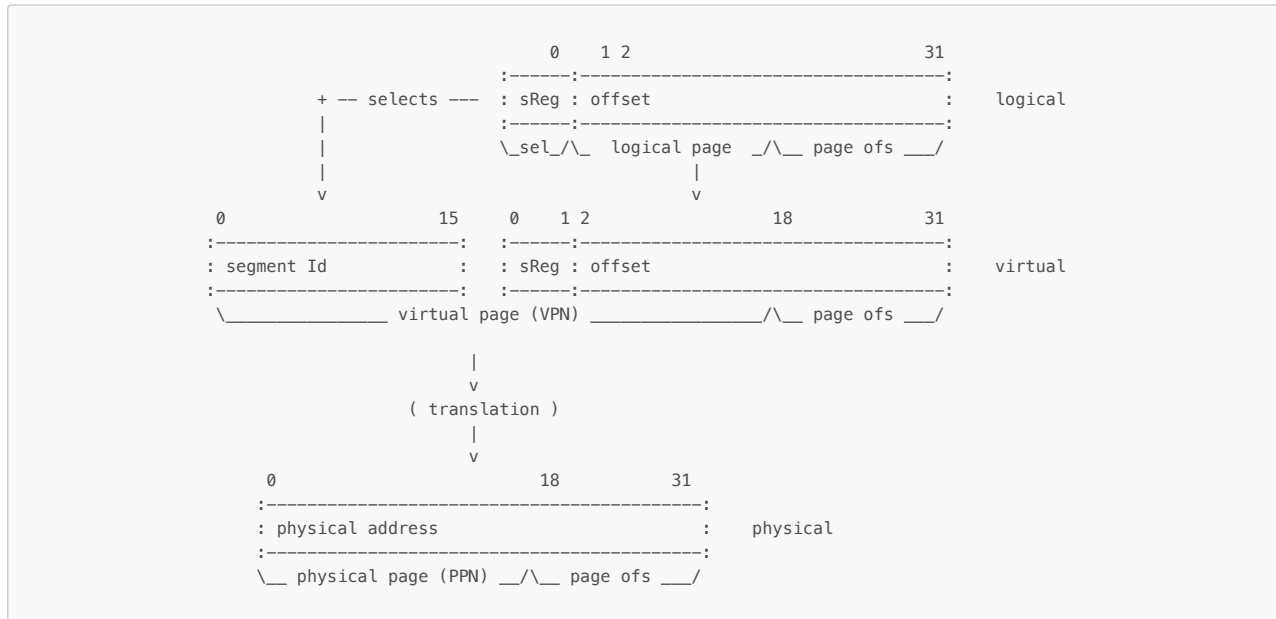 0    1 2                             31
:------:------------------------------------:
+ -- selects ---  : sReg : offset                             :     logical
|                 :------:------------------------------------:
|                 \_sel_/\_  logical page  _/\__ page ofs ___/
|                                    |
v                                    v
0                     15     0    1 2                  18             31
:------------------------:   :------:------------------------------------:
: segment Id             :   : sReg : offset                             :    virtual
:------------------------:   :------:------------------------------------:
\________________ virtual page (VPN) _________________/\__ page ofs ___/
|
v
( translation )
|
v
0                          18           31
:-------------------------------------------:
: physical address                          :    physical
:-------------------------------------------:
\__ physical page (PPN) __/\__ page ofs ___/